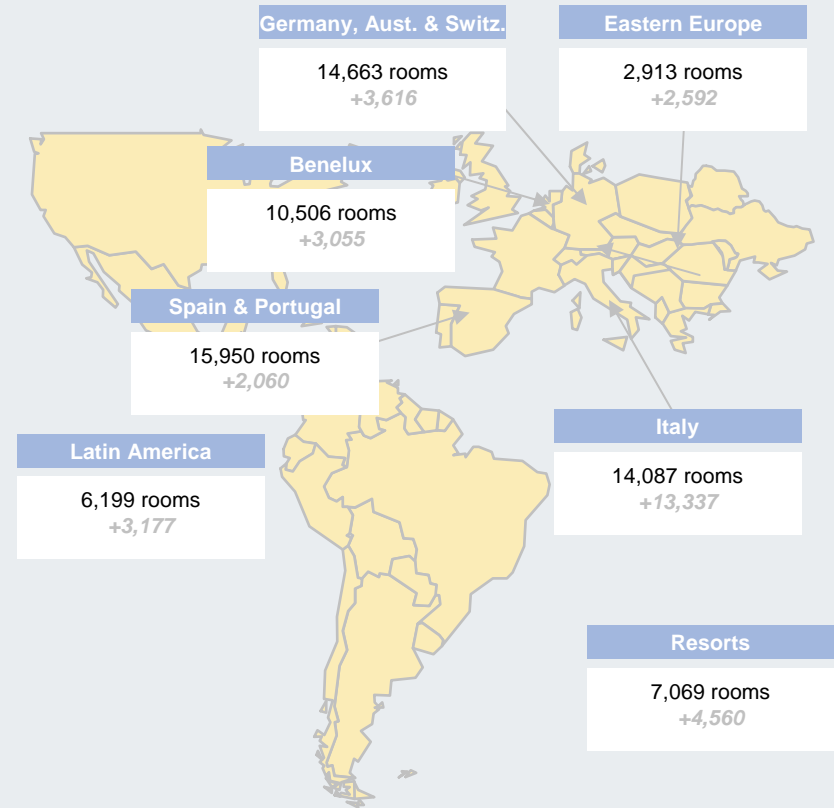 Germany, Aust. & Switz.
14,663 rooms
+3,616
Eastern Europe
2,913 rooms
+2,592
Benelux
10,506 rooms
+3,055
Spain & Portugal
15,950 rooms
+2,060
Italy
14,087 rooms
+13,337
Latin America
6,199 rooms
+3,177
Resorts
7,069 rooms
+4,560